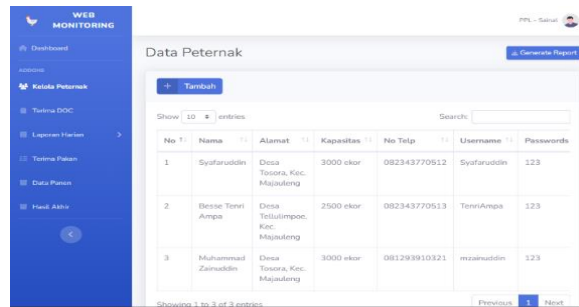 WEB
MONITORING
PPL - Sainal
Dashboard
Data Peternak
Generate Report
ADDONS
Kelola Peternak
Tambah
Terima DOC
Show 10 entries
Search:
Laporan Harian
No Nama Alamat Kapasitas No Telp Username Passwords
Terima Pakan
1 Syafaruddin Desa Tosora, Kec. Majauleng 3000 ekor 082343770512 Syafaruddin 123
Data Panen
2 Besse Tenri Ampa Desa Tellulimpoe, Kec. Majauleng 2500 ekor 082343770513 TenriAmpa 123
Hasil Akhir
3 Muhammad Zainuddin Desa Tosora, Kec. Majauleng 3000 ekor 081293910321 mzainuddin 123
Showing 1 to 3 of 3 entries
Previous 1 Next